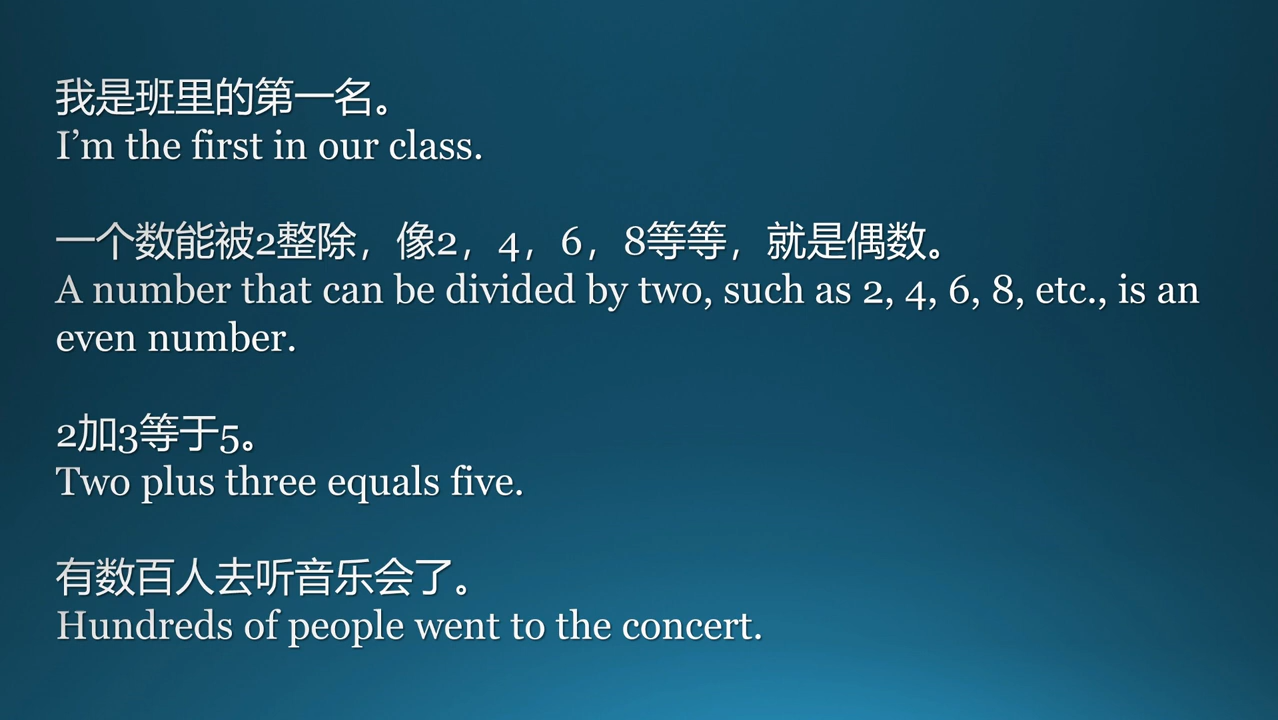 我是班里的第一名。
I’m the first in our class.
一个数能被2整除，像2，4，6，8等等，就是偶数。
A number that can be divided by two, such as 2, 4, 6, 8, etc., is an
even number.
2加3等于5。
Two plus three equals five.
有数百人去听音乐会了。
Hundreds of people went to the concert.